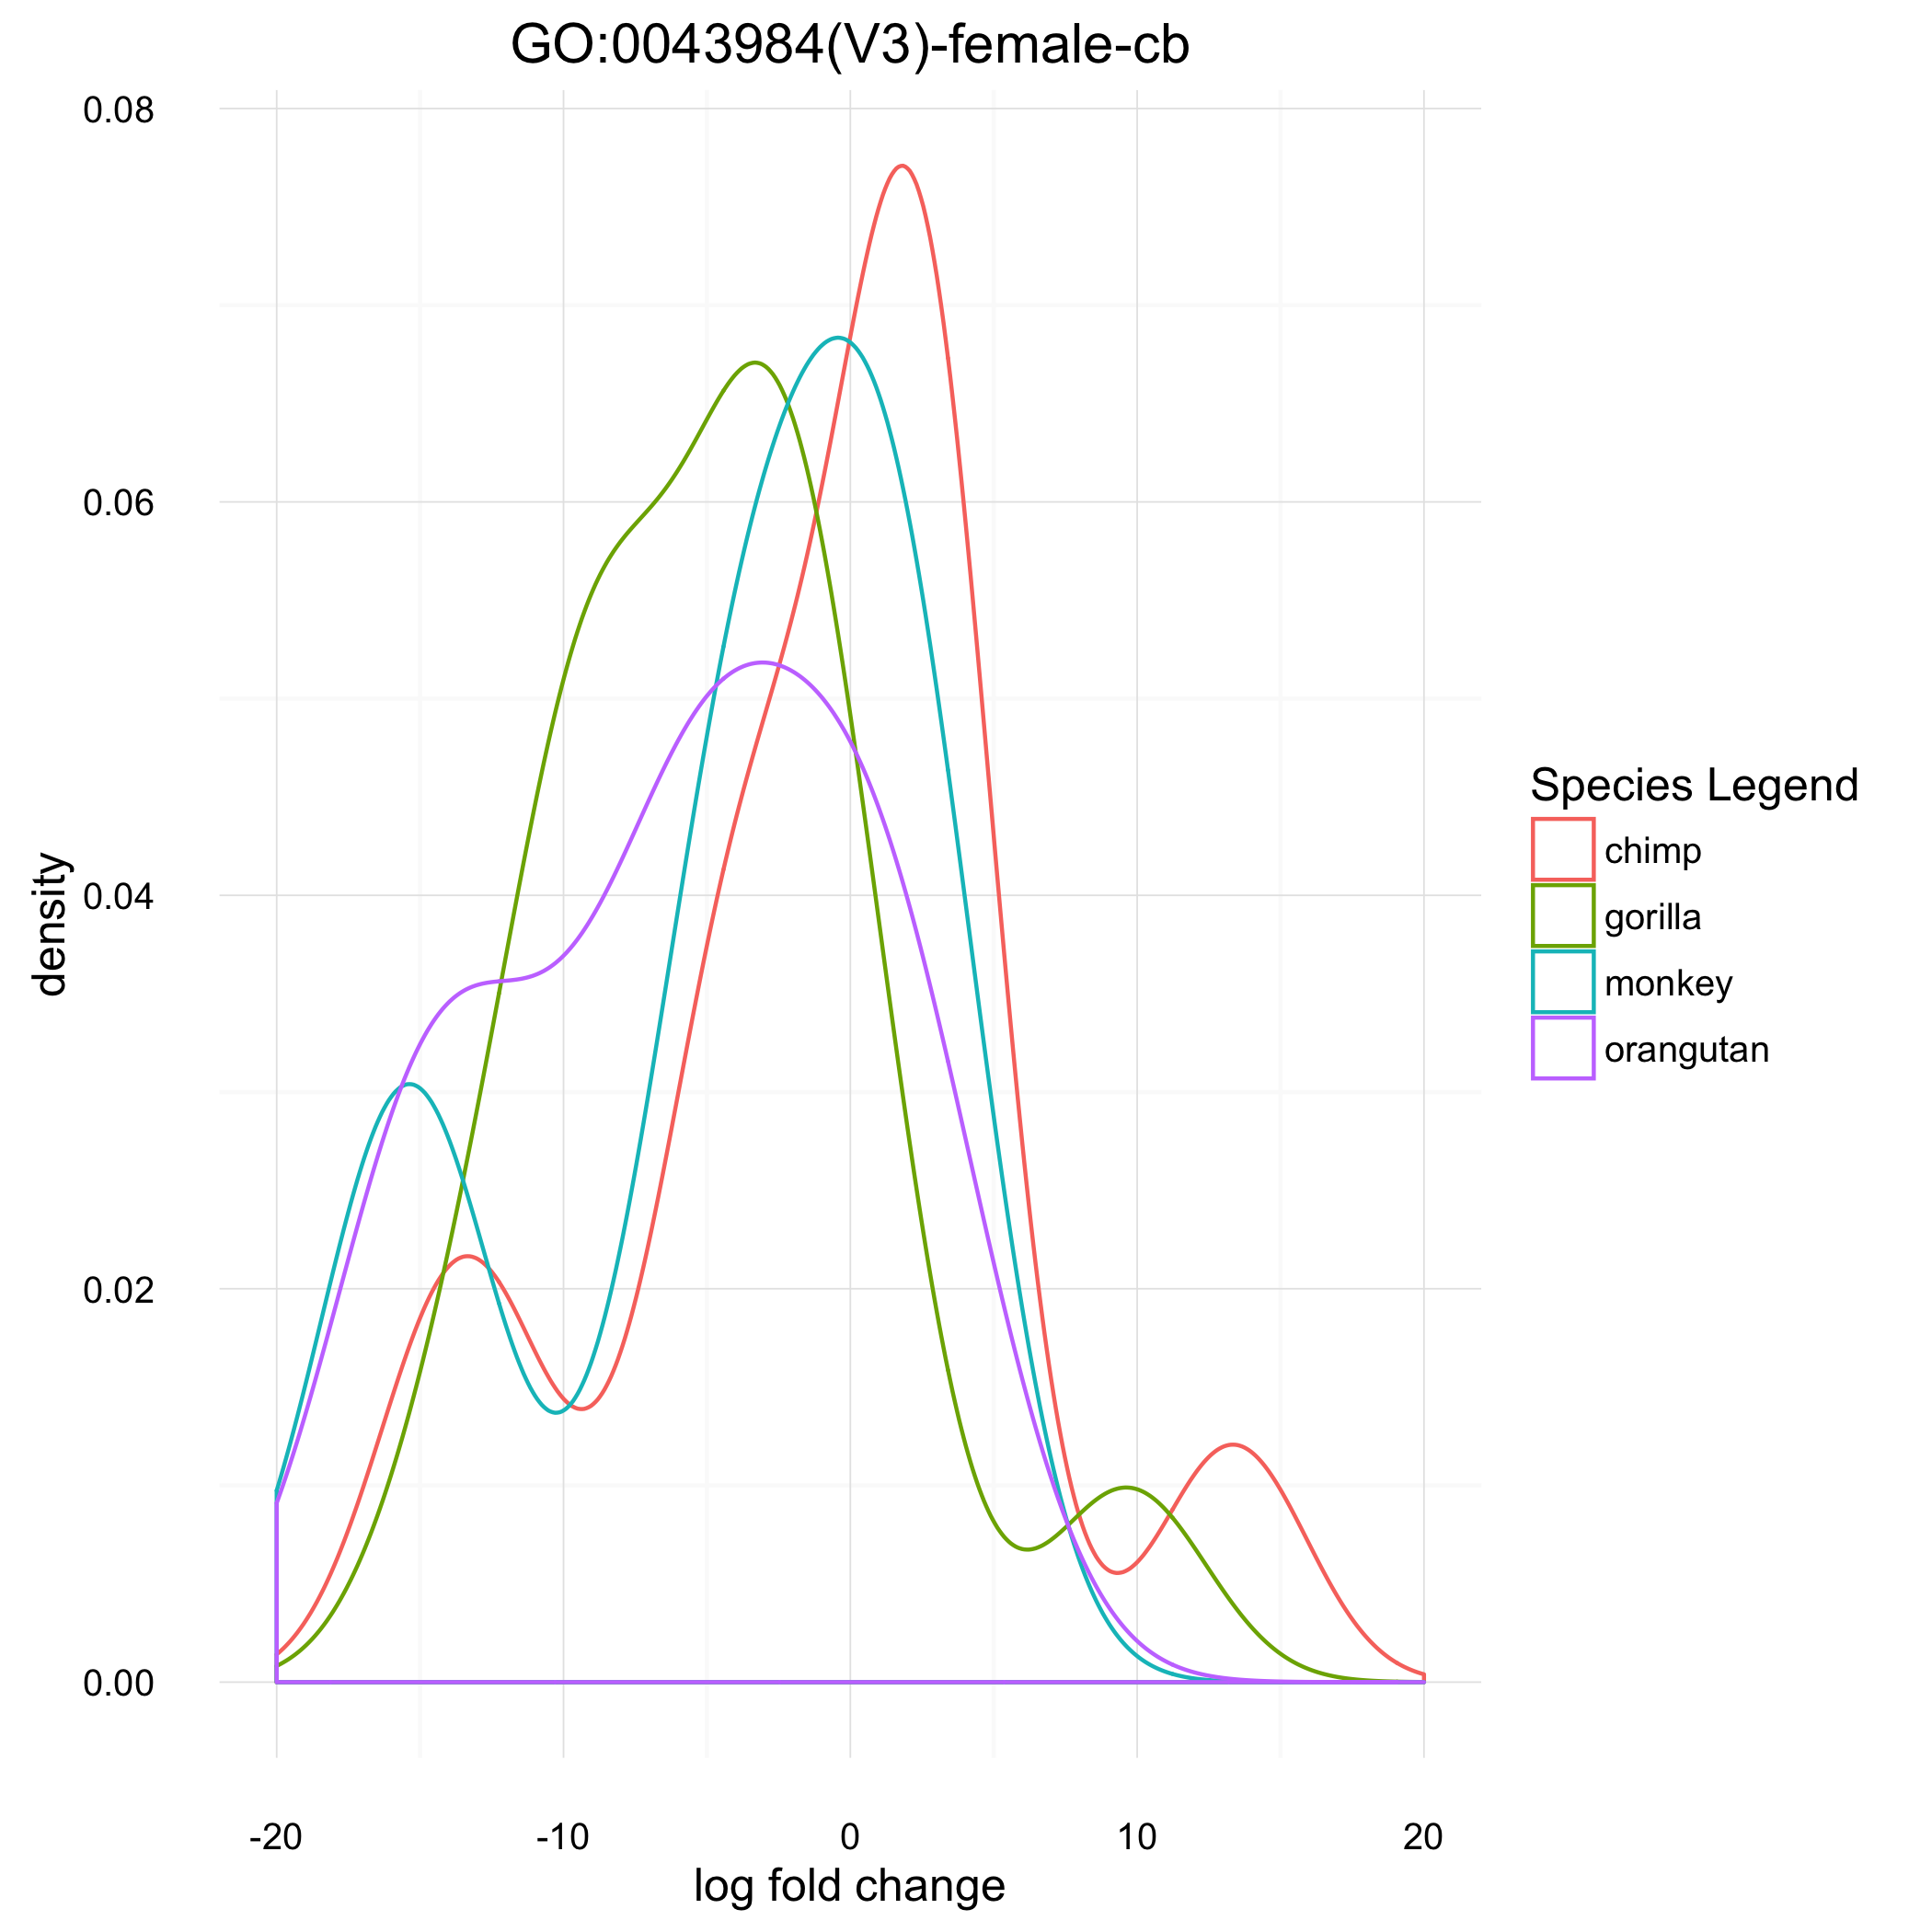 GO:0043984(V3)-female-cb
0.08
0.06
0.04
0.02
0.00
density
-20 -10 0 10 20
log fold change
Species Legend
chimp
gorilla
monkey
orangutan